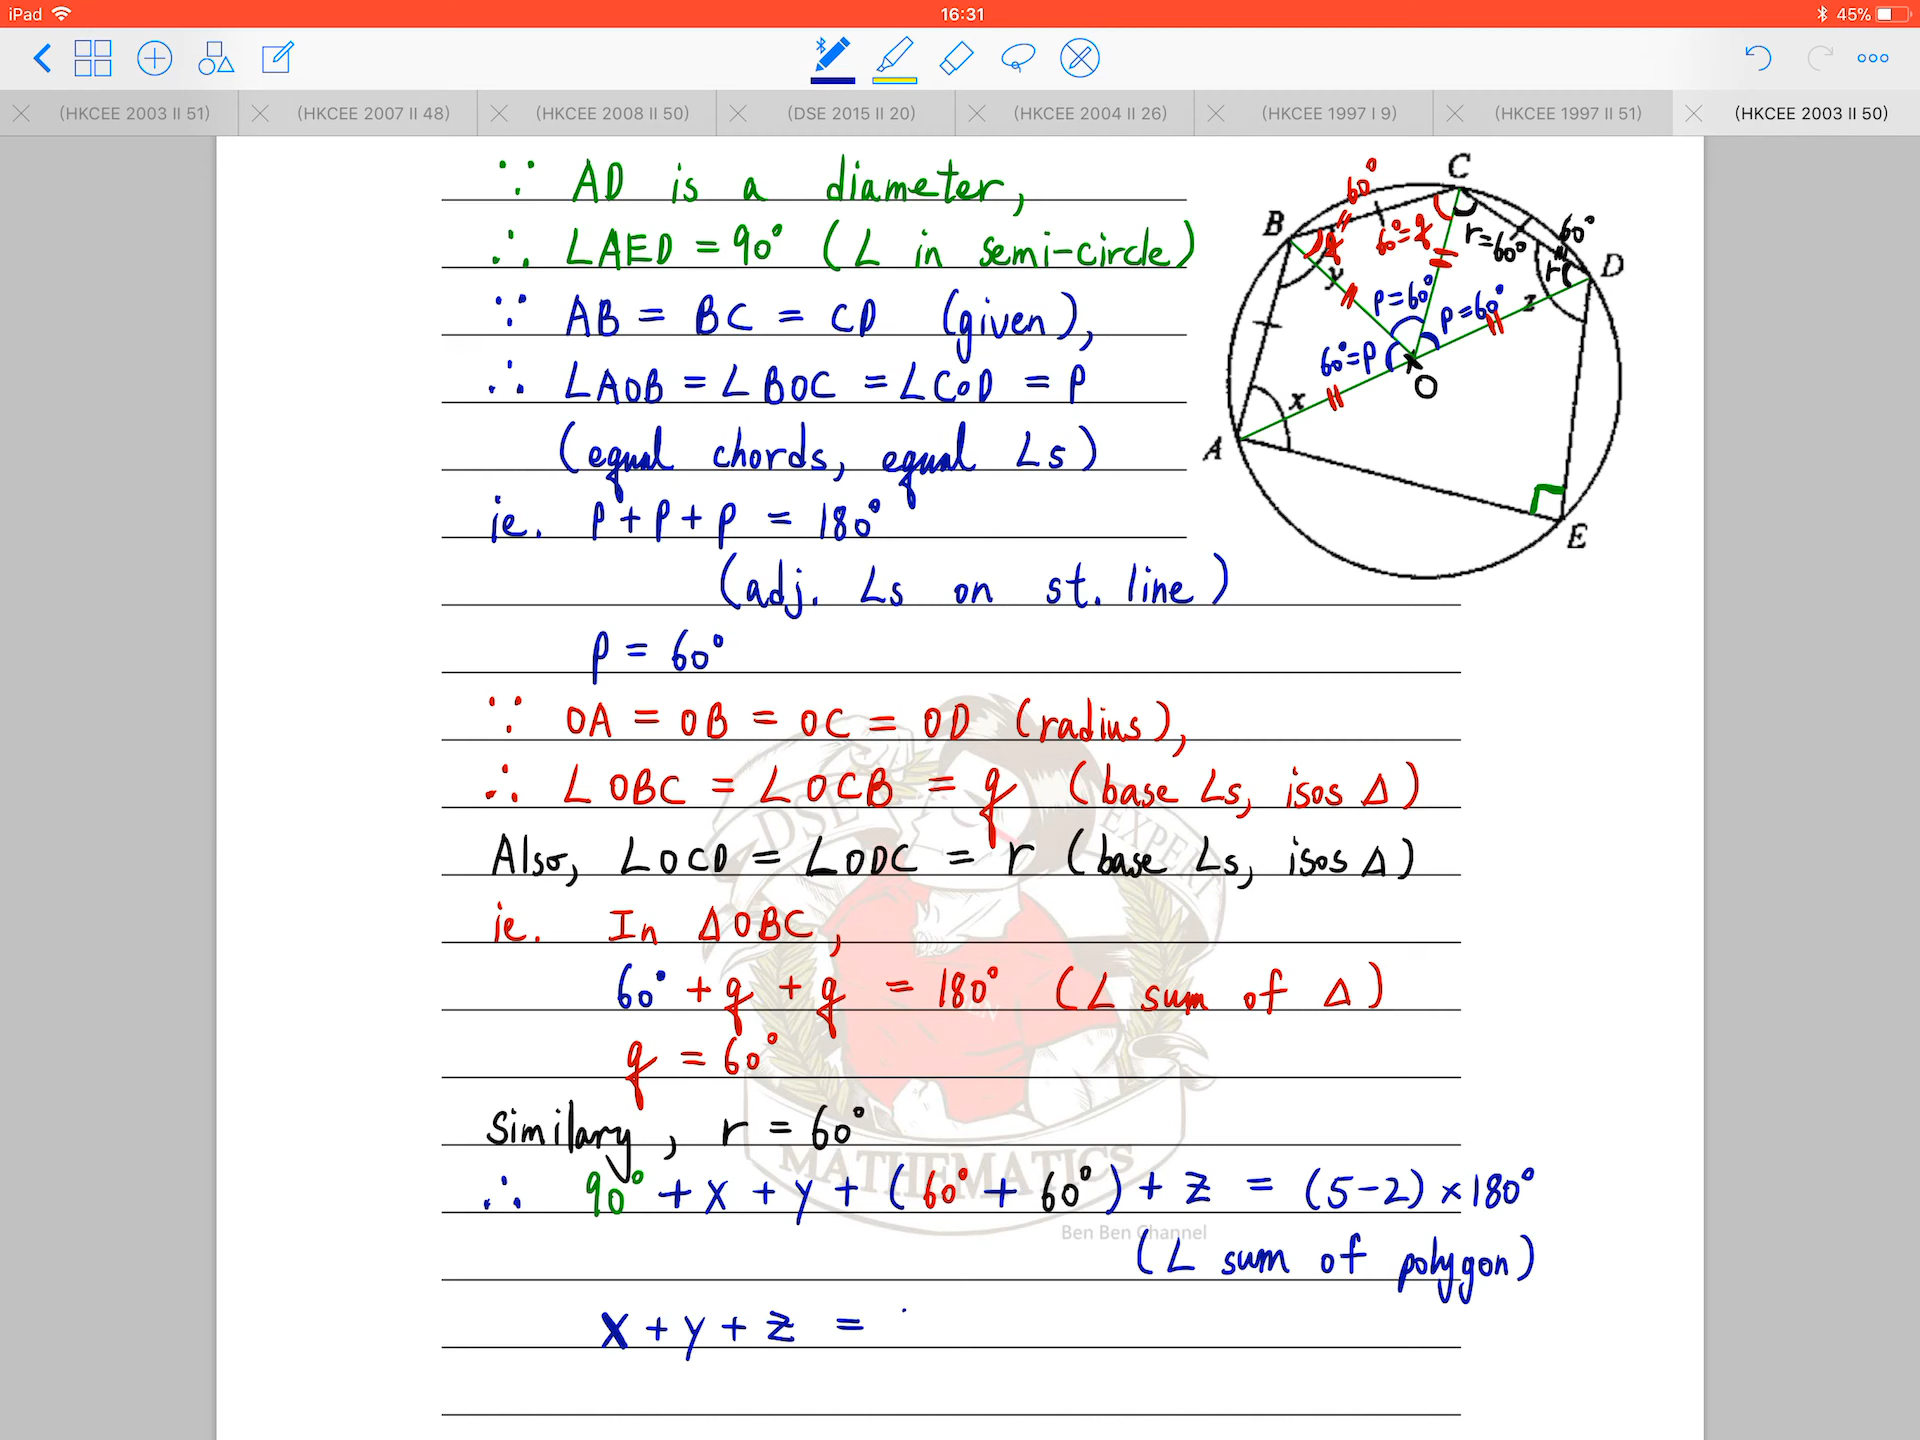 iPad 16:31 45%
(HKCEE 2003 II 51) (HKCEE 2007 II 48) (HKCEE 2008 II 50) (DSE 2015 II 20) (HKCEE 2004 II 26) (HKCEE 1997 I 9) (HKCEE 1997 II 51) (HKCEE 2003 II 50)
∵ AD is a diameter,
∴ ∠AED = 90° (∠ in semi-circle)
∵ AB = BC = CD (given),
∴ ∠AOB = ∠BOC = ∠COD = p
(equal chords, equal ∠s)
ie. p + p + p = 180°
(adj. ∠s on st. line)
p = 60°
∵ OA = OB = OC = OD (radius),
∴ ∠OBC = ∠OCB = q (base ∠s, isos Δ)
Also, ∠OCD = ∠ODC = r (base ∠s, isos Δ)
ie. In ΔOBC,
60° + q + q = 180° (∠ sum of Δ)
q = 60°
Similary, r = 60°
∴ 90° + x + y + (60° + 60°) + z = (5-2) × 180°
(∠ sum of polygon)
x + y + z =
C
60°
B
q
60°=q
r=60°
60°
r
D
y
p=60°
p=60°
z
60°=p
O
x
A
E
DSE EXPERT
MATHEMATICS
Ben Ben Channel